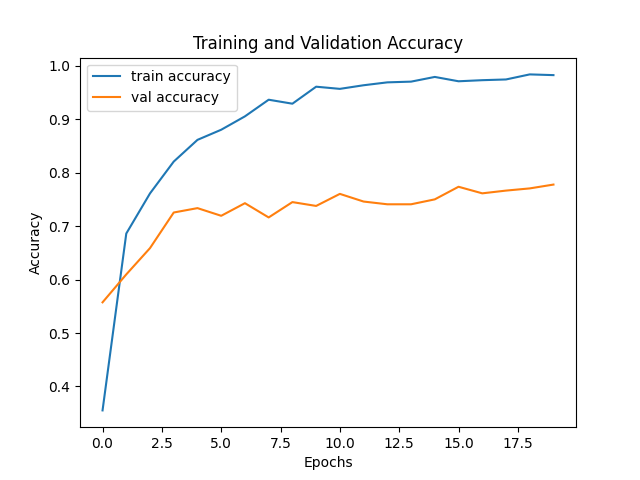 Training and Validation Accuracy
train accuracy
val accuracy
1.0
0.9
0.8
0.7
0.6
0.5
0.4
Accuracy
0.0 2.5 5.0 7.5 10.0 12.5 15.0 17.5
Epochs